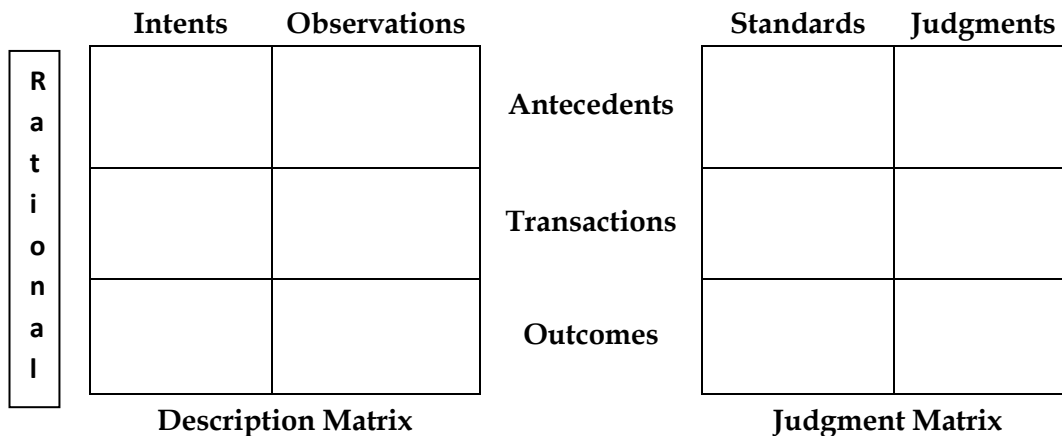 Intents Observations Standards Judgments
R
a
t
i
o
n
a
l
Antecedents
Transactions
Outcomes
Description Matrix Judgment Matrix